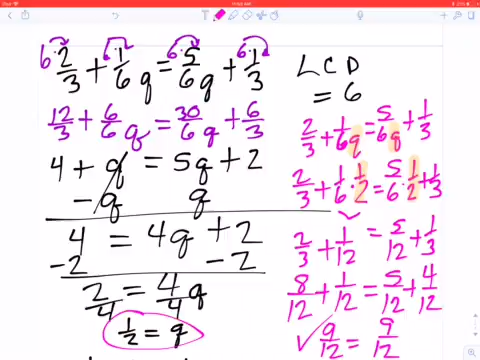 6·2/3 + 1/6 q = 6·5/6 q + 6·1/3
12/3 + 6/6 q = 30/6 q + 6/3
4 + q = 5q + 2
- q q
4 = 4q + 2
-2 -2
2/4 = 4/4 q
1/2 = q
LCD
= 6
2/3 + 1/6 q = 5/6 q + 1/3
2/3 + 1/6 · 1/2 = 5/6 · 1/2 + 1/3
2/3 + 1/12 = 5/12 + 1/3
8/12 + 1/12 = 5/12 + 4/12
✓ 9/12 = 9/12